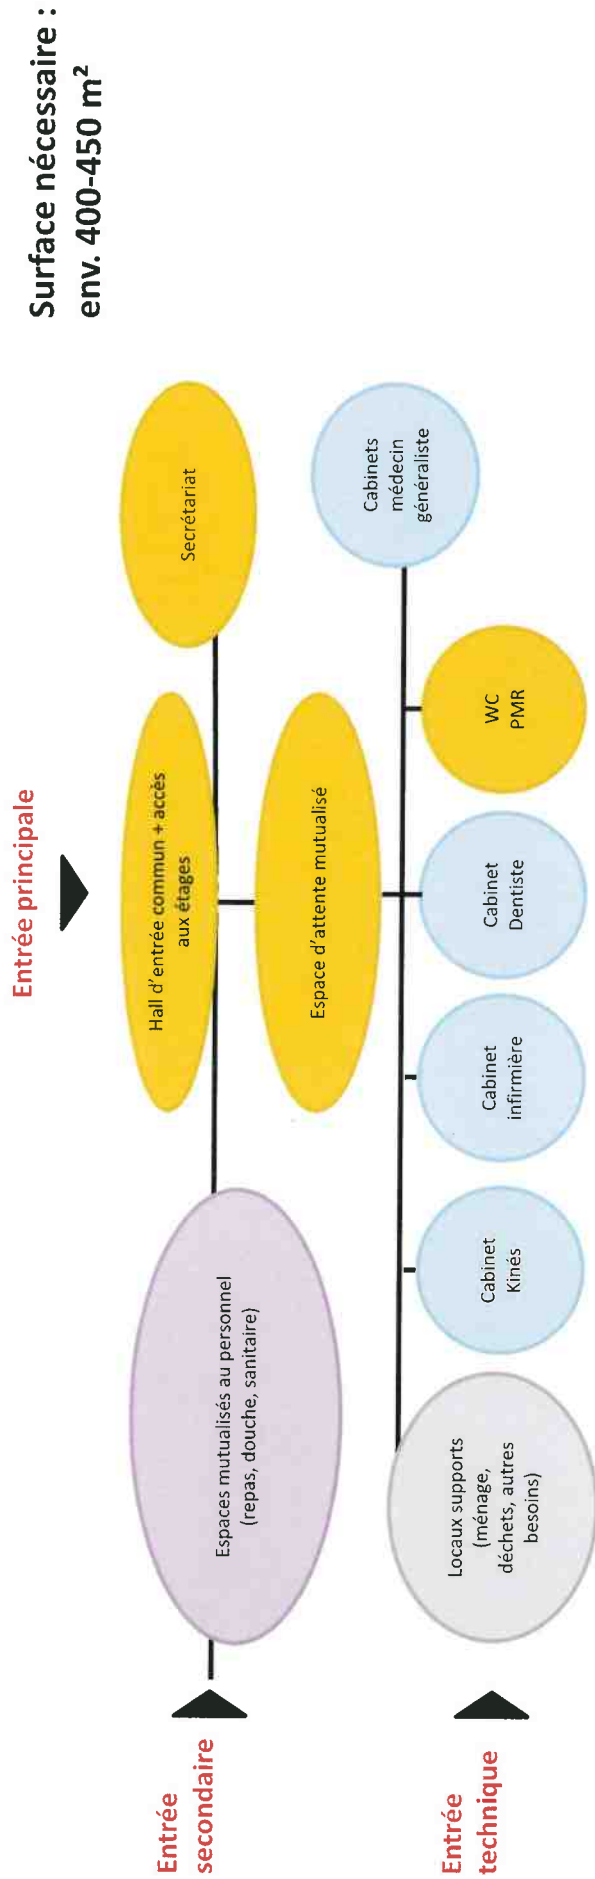 Surface nécessaire :
env. 400-450 m²
Entrée principale
Hall d'entrée commun + accès
aux étages
Secrétariat
Espaces mutualisés au personnel
(repas, douche, sanitaire)
Entrée
secondaire
Espace d'attente mutualisé
Cabinets
médecin
généraliste
Locaux supports
(ménage,
déchets, autres
besoins)
Cabinet
Kinés
Cabinet
infirmière
Cabinet
Dentiste
WC
PMR
Entrée
technique